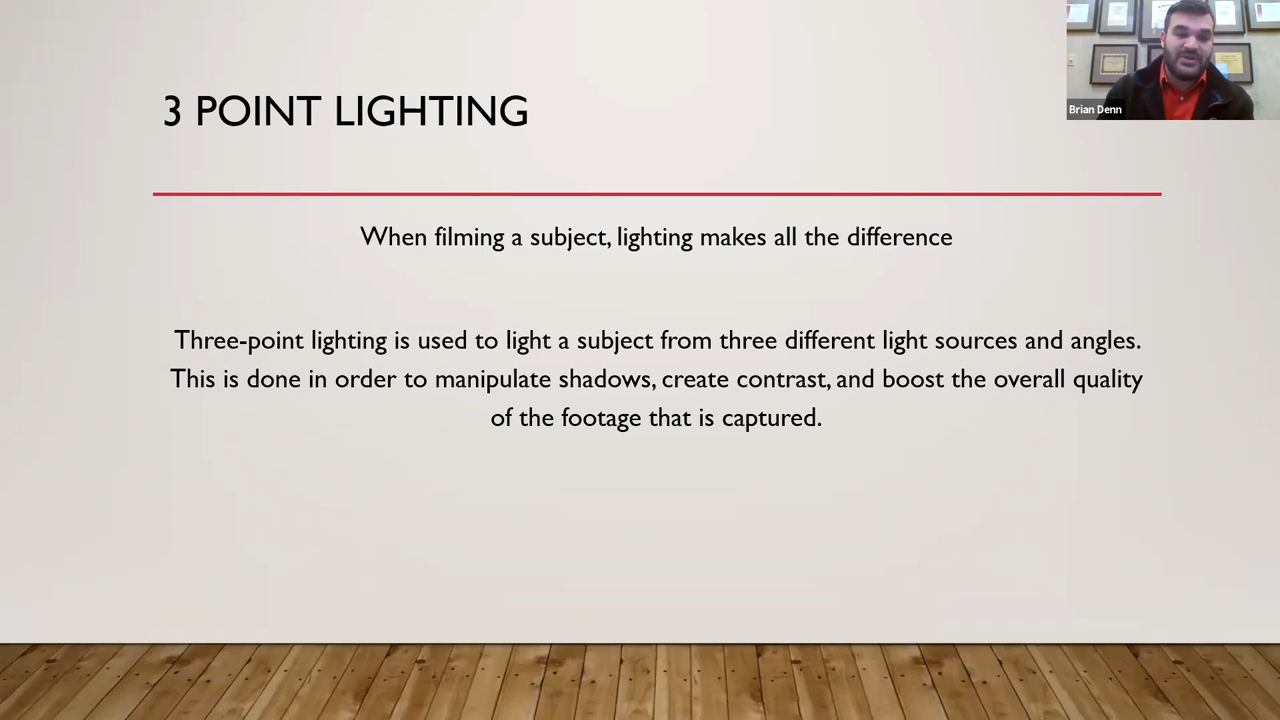 3 POINT LIGHTING
Brian Denn
When filming a subject, lighting makes all the difference
Three-point lighting is used to light a subject from three different light sources and angles.
This is done in order to manipulate shadows, create contrast, and boost the overall quality
of the footage that is captured.